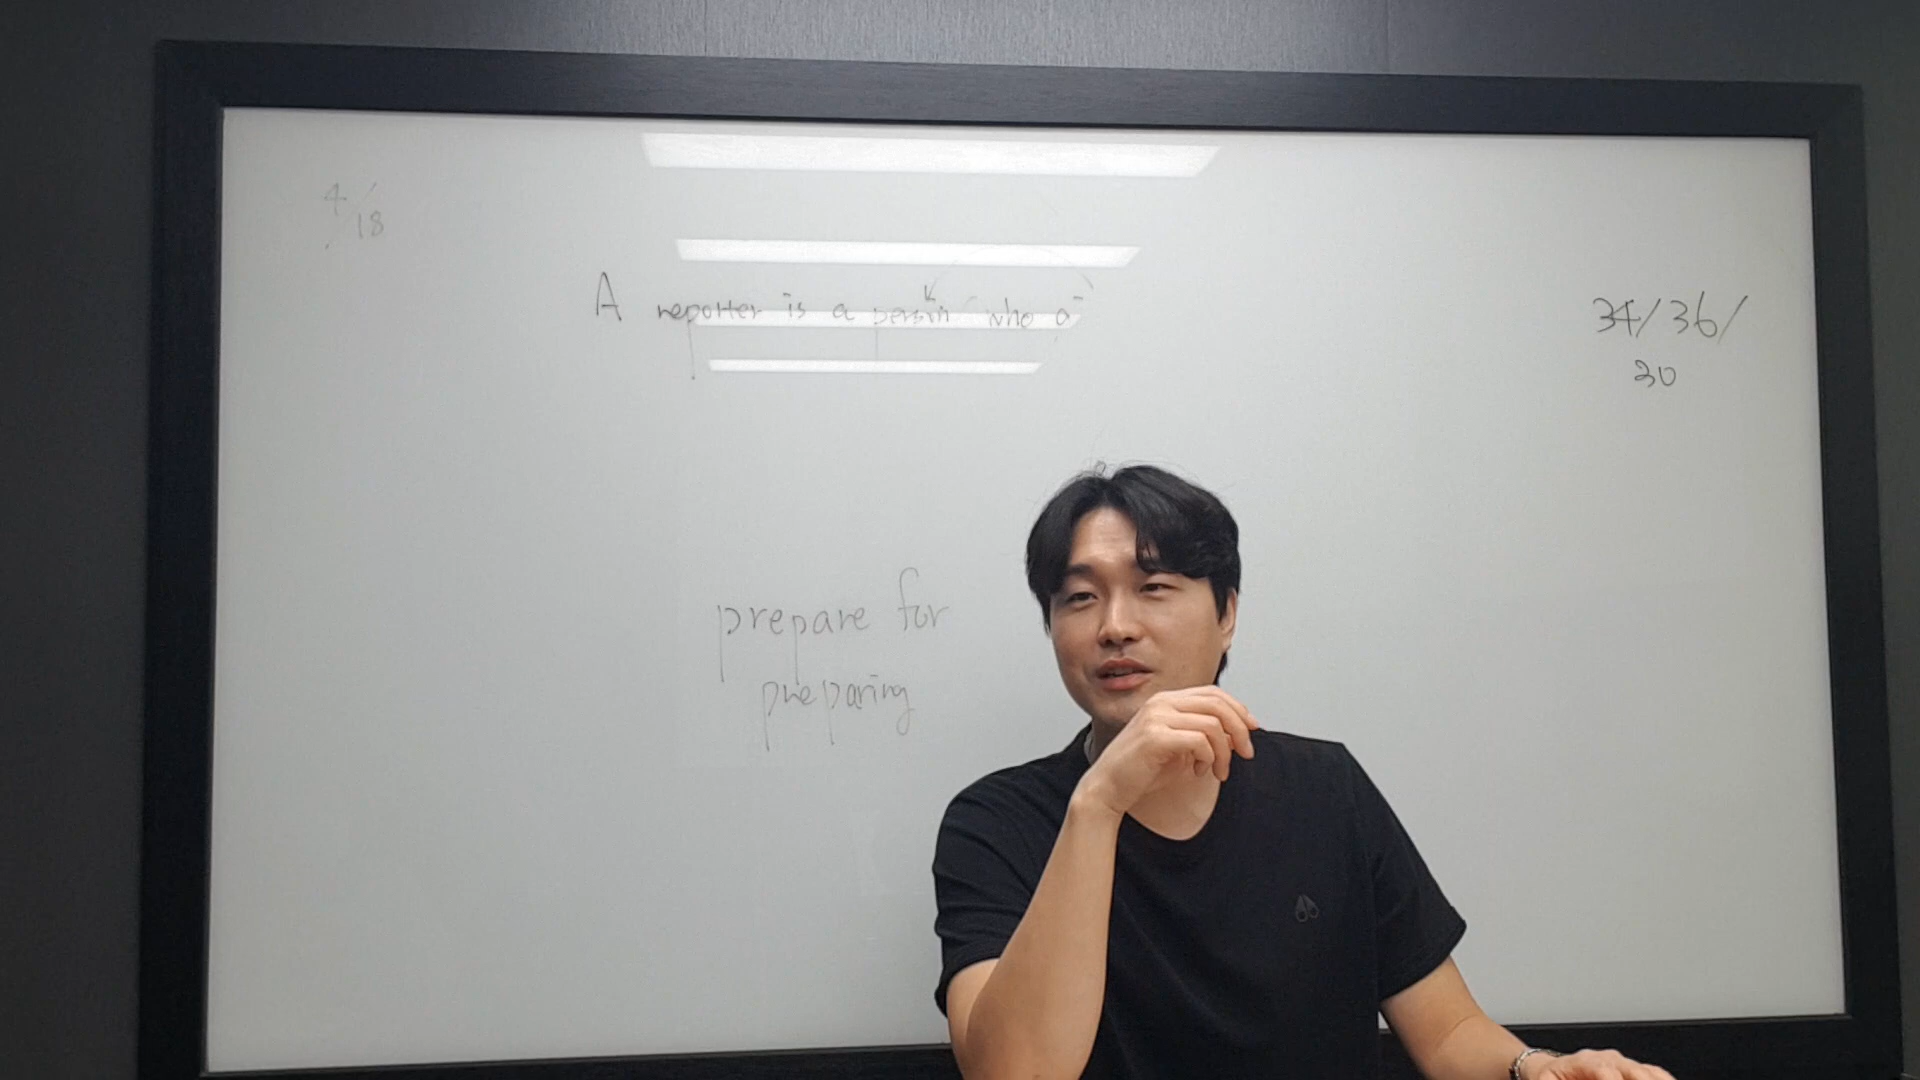 4/
18
A reporter is a person who a
34/36/
30
prepare for
preparing